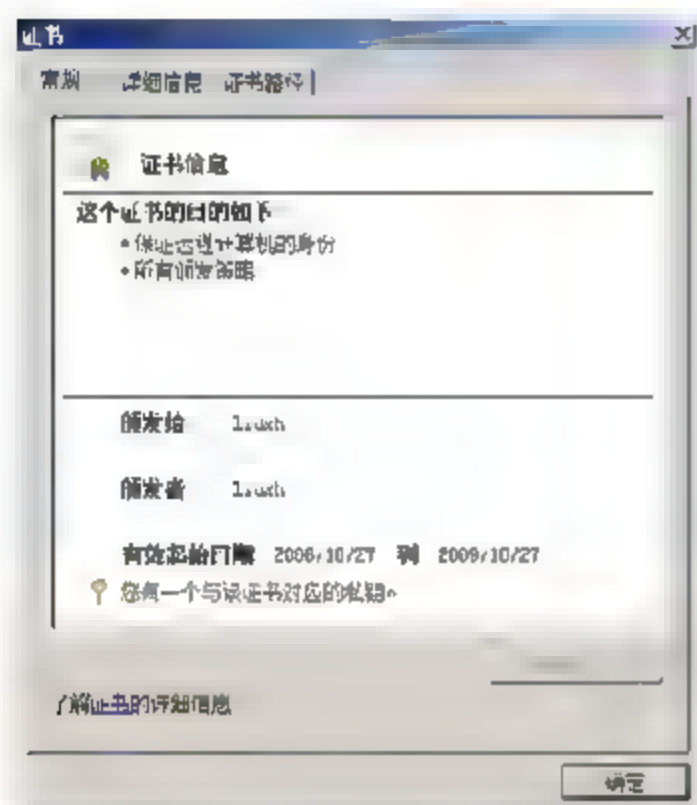 证书
常规 详细信息 证书路径
证书信息
这个证书的目的如下
•保证远程计算机的身份
•所有颁发策略
颁发给
颁发者
有效起始日期 2006/10/27 到 2009/10/27
您有一个与该证书对应的私钥。
了解证书的详细信息
确定